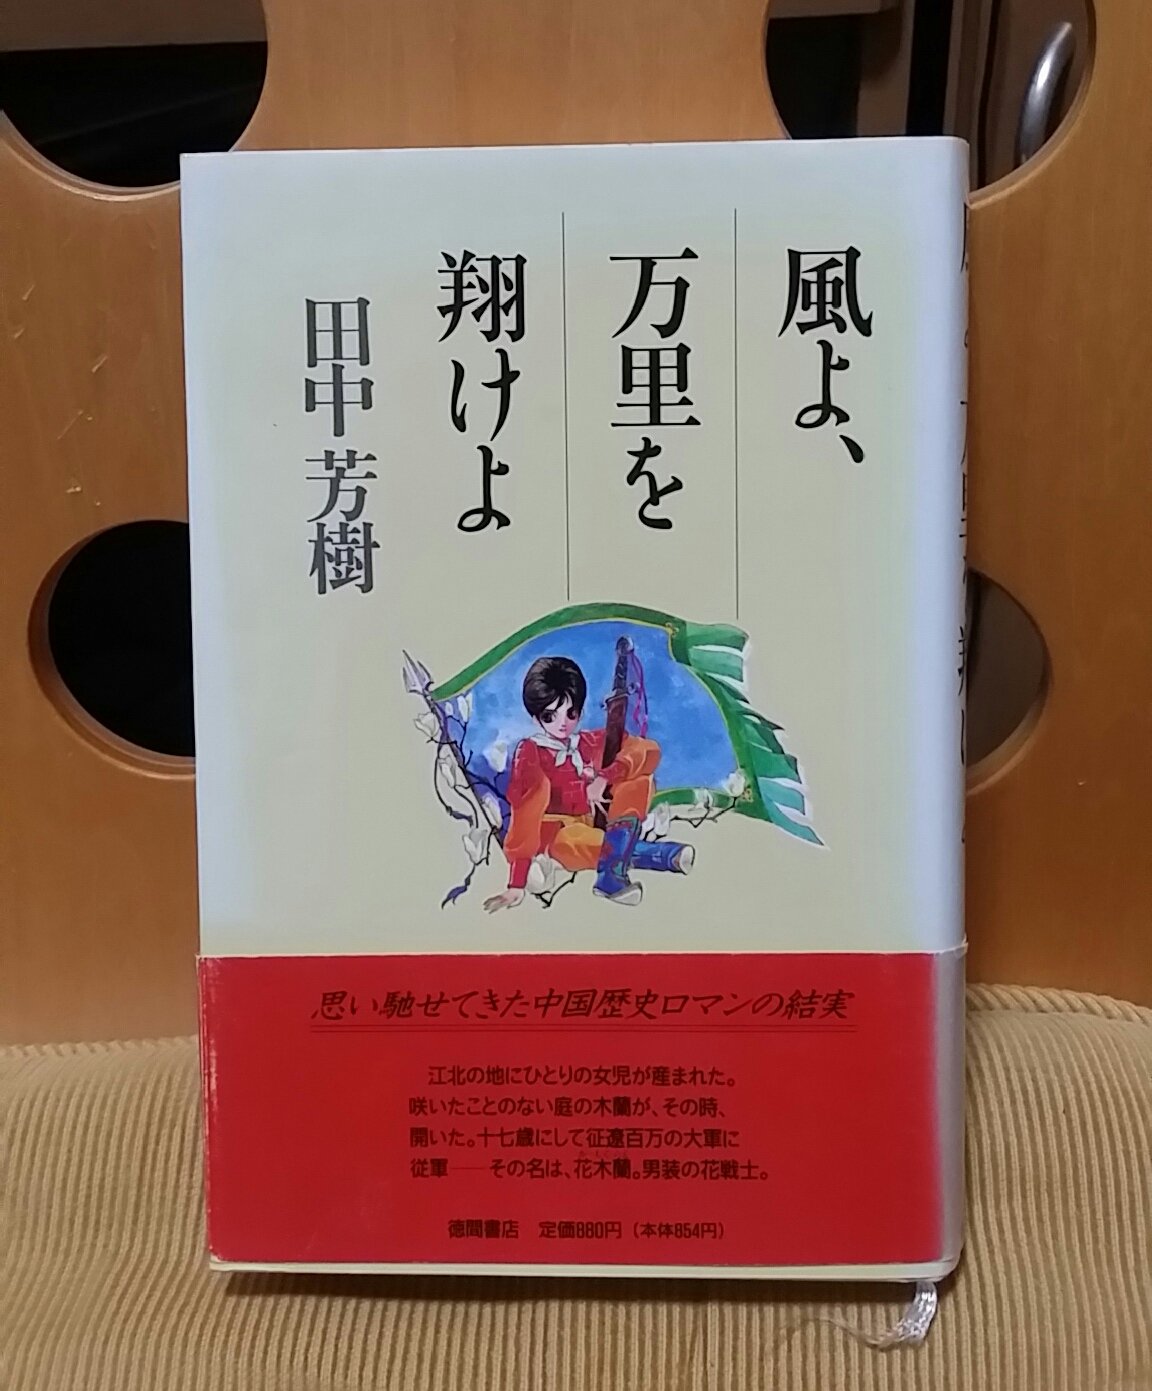 風よ、
万里を
翔けよ
田中芳樹
思い馳せてきた中国歴史ロマンの結実
江北の地にひとりの女児が産まれた。
咲いたことのない庭の木蘭が、その時、
開いた。十七歳にして征遼百万の大軍に
従軍──その名は、花木蘭。男装の花戦士。
徳間書店 定価880円(本体854円)